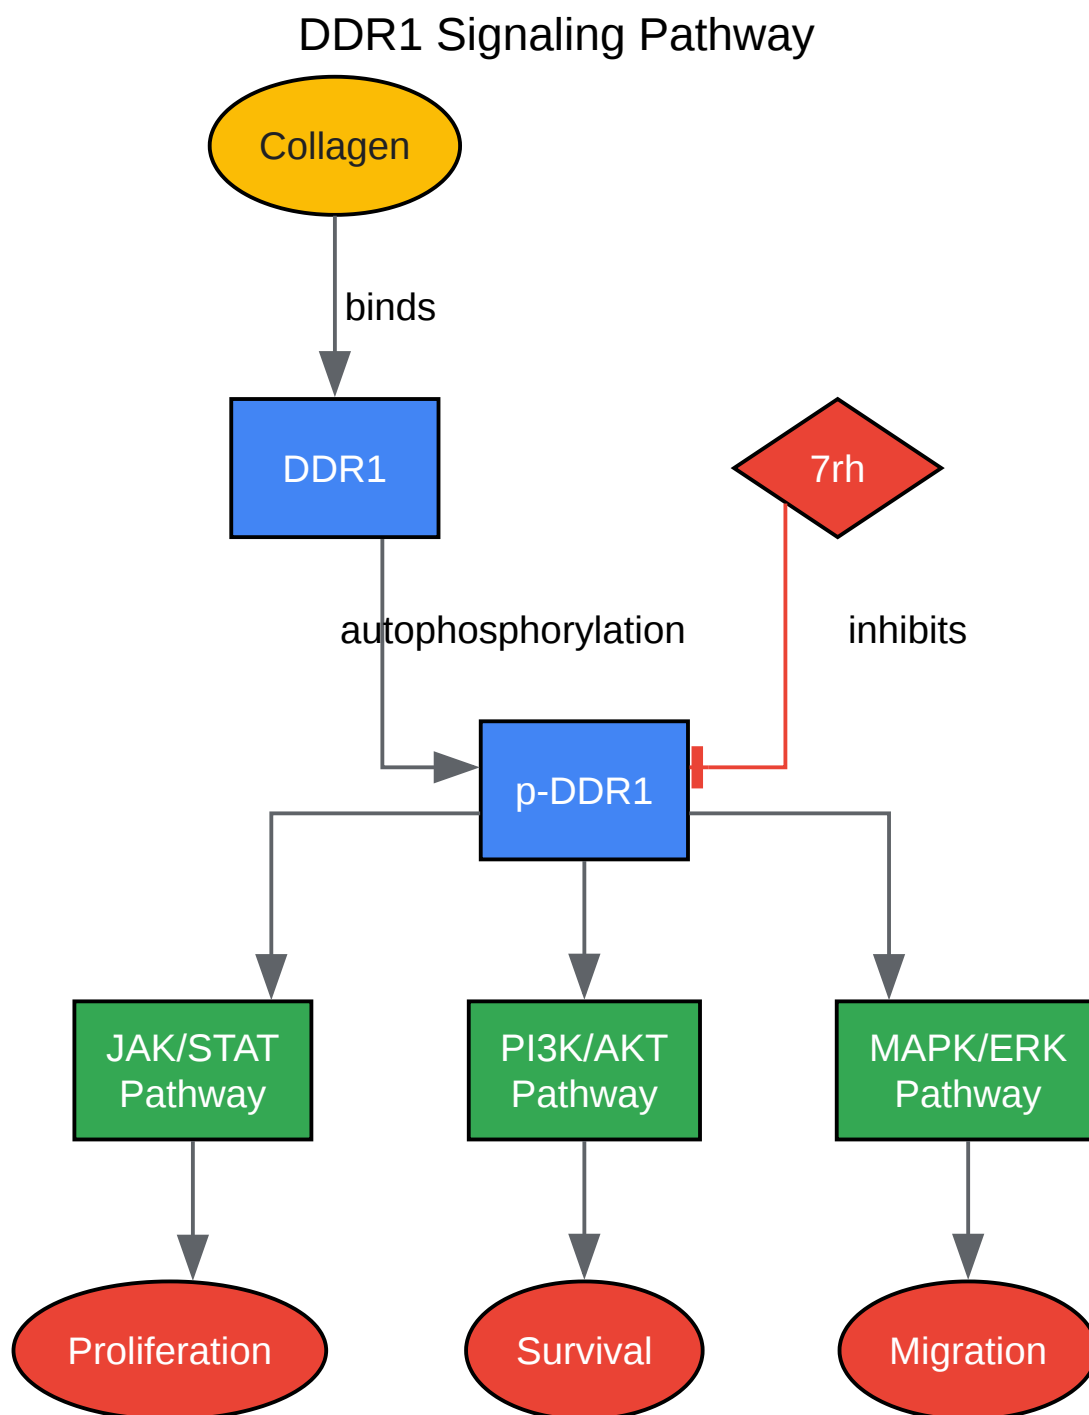 DDR1 Signaling Pathway
Collagen
binds
DDR1
7rh
autophosphorylation
inhibits
p-DDR1
JAK/STAT
Pathway
PI3K/AKT
Pathway
MAPK/ERK
Pathway
Proliferation
Survival
Migration